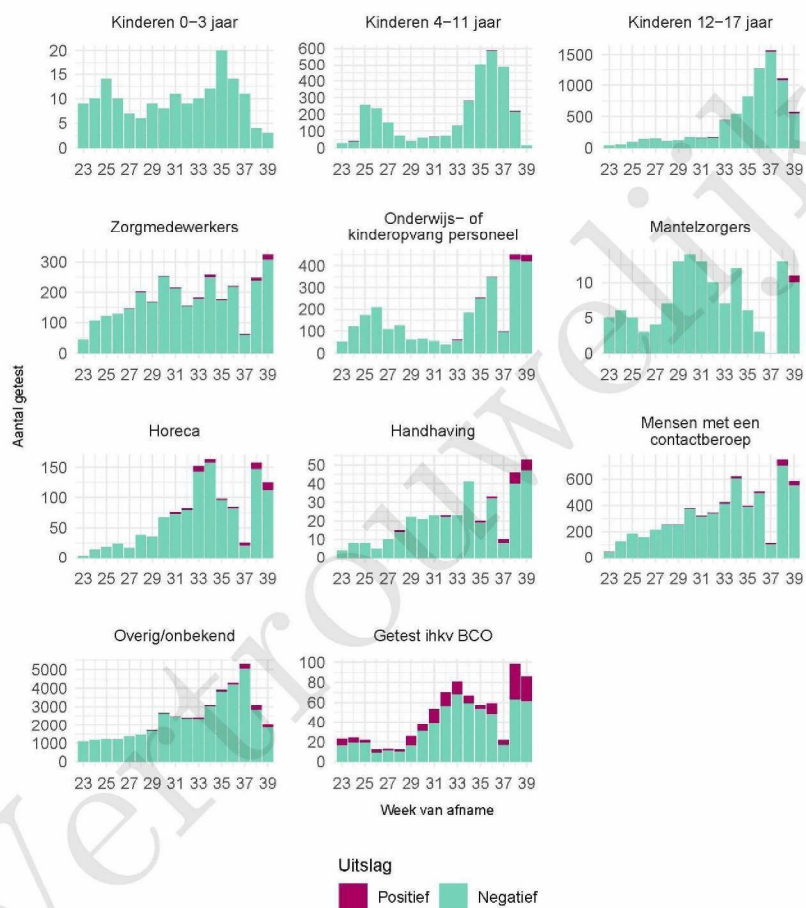 Kinderen 0−3 jaar
20
15
10
5
0
23 25 27 29 31 33 35 37 39
Kinderen 4−11 jaar
600
500
400
300
200
100
0
23 25 27 29 31 33 35 37 39
Kinderen 12−17 jaar
1500
1000
500
0
23 25 27 29 31 33 35 37 39
Zorgmedewerkers
300
200
100
0
23 25 27 29 31 33 35 37 39
Onderwijs− of
kinderopvang personeel
400
300
200
100
0
23 25 27 29 31 33 35 37 39
Mantelzorgers
10
5
0
23 25 27 29 31 33 35 37 39
Aantal getest
Horeca
150
100
50
0
23 25 27 29 31 33 35 37 39
Handhaving
50
40
30
20
10
0
23 25 27 29 31 33 35 37 39
Mensen met een
contactberoep
600
400
200
0
23 25 27 29 31 33 35 37 39
Overig/onbekend
5000
4000
3000
2000
1000
0
23 25 27 29 31 33 35 37 39
Getest ihkv BCO
100
80
60
40
20
0
23 25 27 29 31 33 35 37 39
Week van afname
Uitslag
Positief Negatief
Vertrouwelijk